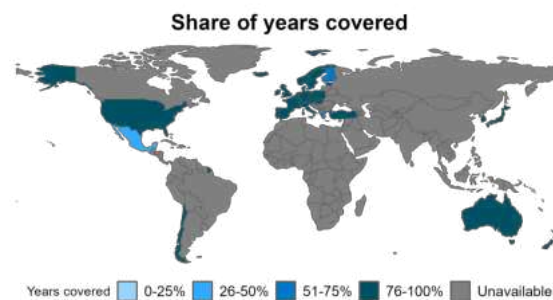 Share of years covered
Years covered 0-25% 26-50% 51-75% 76-100% Unavailable